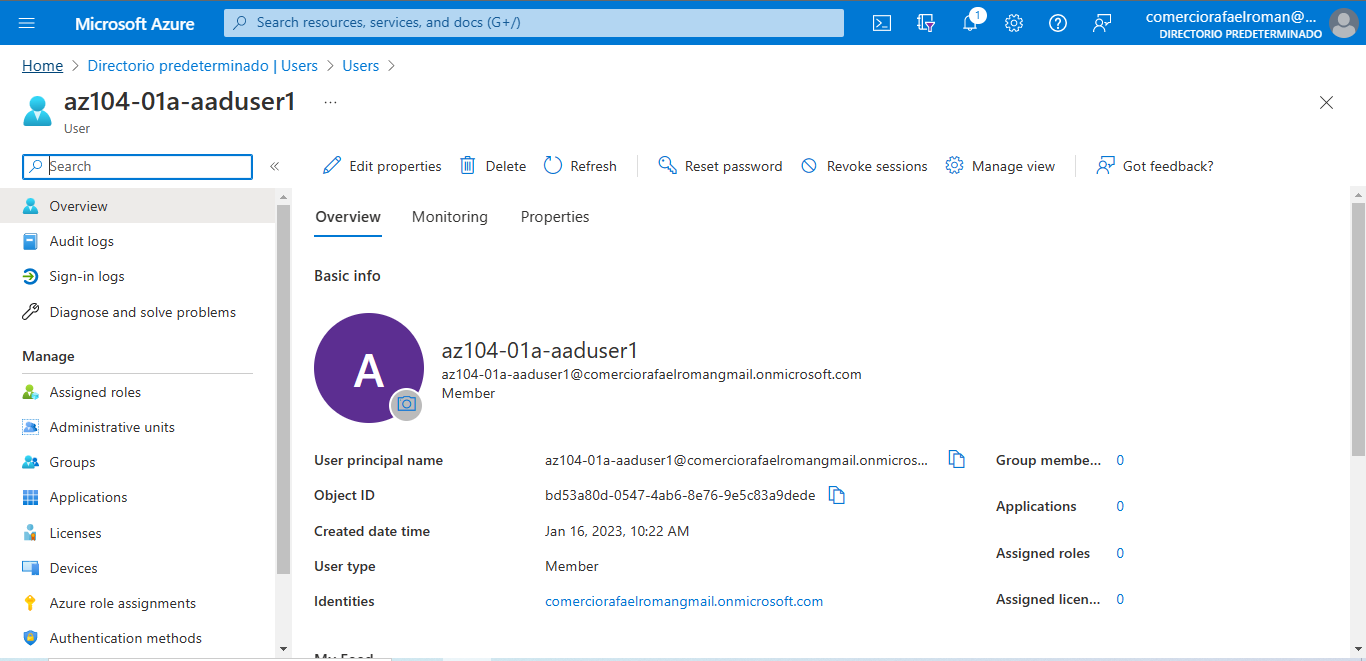 Microsoft Azure
Search resources, services, and docs (G+/)
1
comerciorafaelroman@...
DIRECTORIO PREDETERMINADO
Home > Directorio predeterminado | Users > Users >
az104-01a-aaduser1 ...
User
Search «
Edit properties Delete Refresh Reset password Revoke sessions Manage view Got feedback?
Overview
Audit logs
Sign-in logs
Diagnose and solve problems
Manage
Assigned roles
Administrative units
Groups
Applications
Licenses
Devices
Azure role assignments
Authentication methods
Overview Monitoring Properties
Basic info
A
az104-01a-aaduser1
az104-01a-aaduser1@comerciorafaelromangmail.onmicrosoft.com
Member
User principal name az104-01a-aaduser1@comerciorafaelromangmail.onmicros...
Object ID bd53a80d-0547-4ab6-8e76-9e5c83a9dede
Created date time Jan 16, 2023, 10:22 AM
User type Member
Identities comerciorafaelromangmail.onmicrosoft.com
Group membe... 0
Applications 0
Assigned roles 0
Assigned licen... 0
My Feed